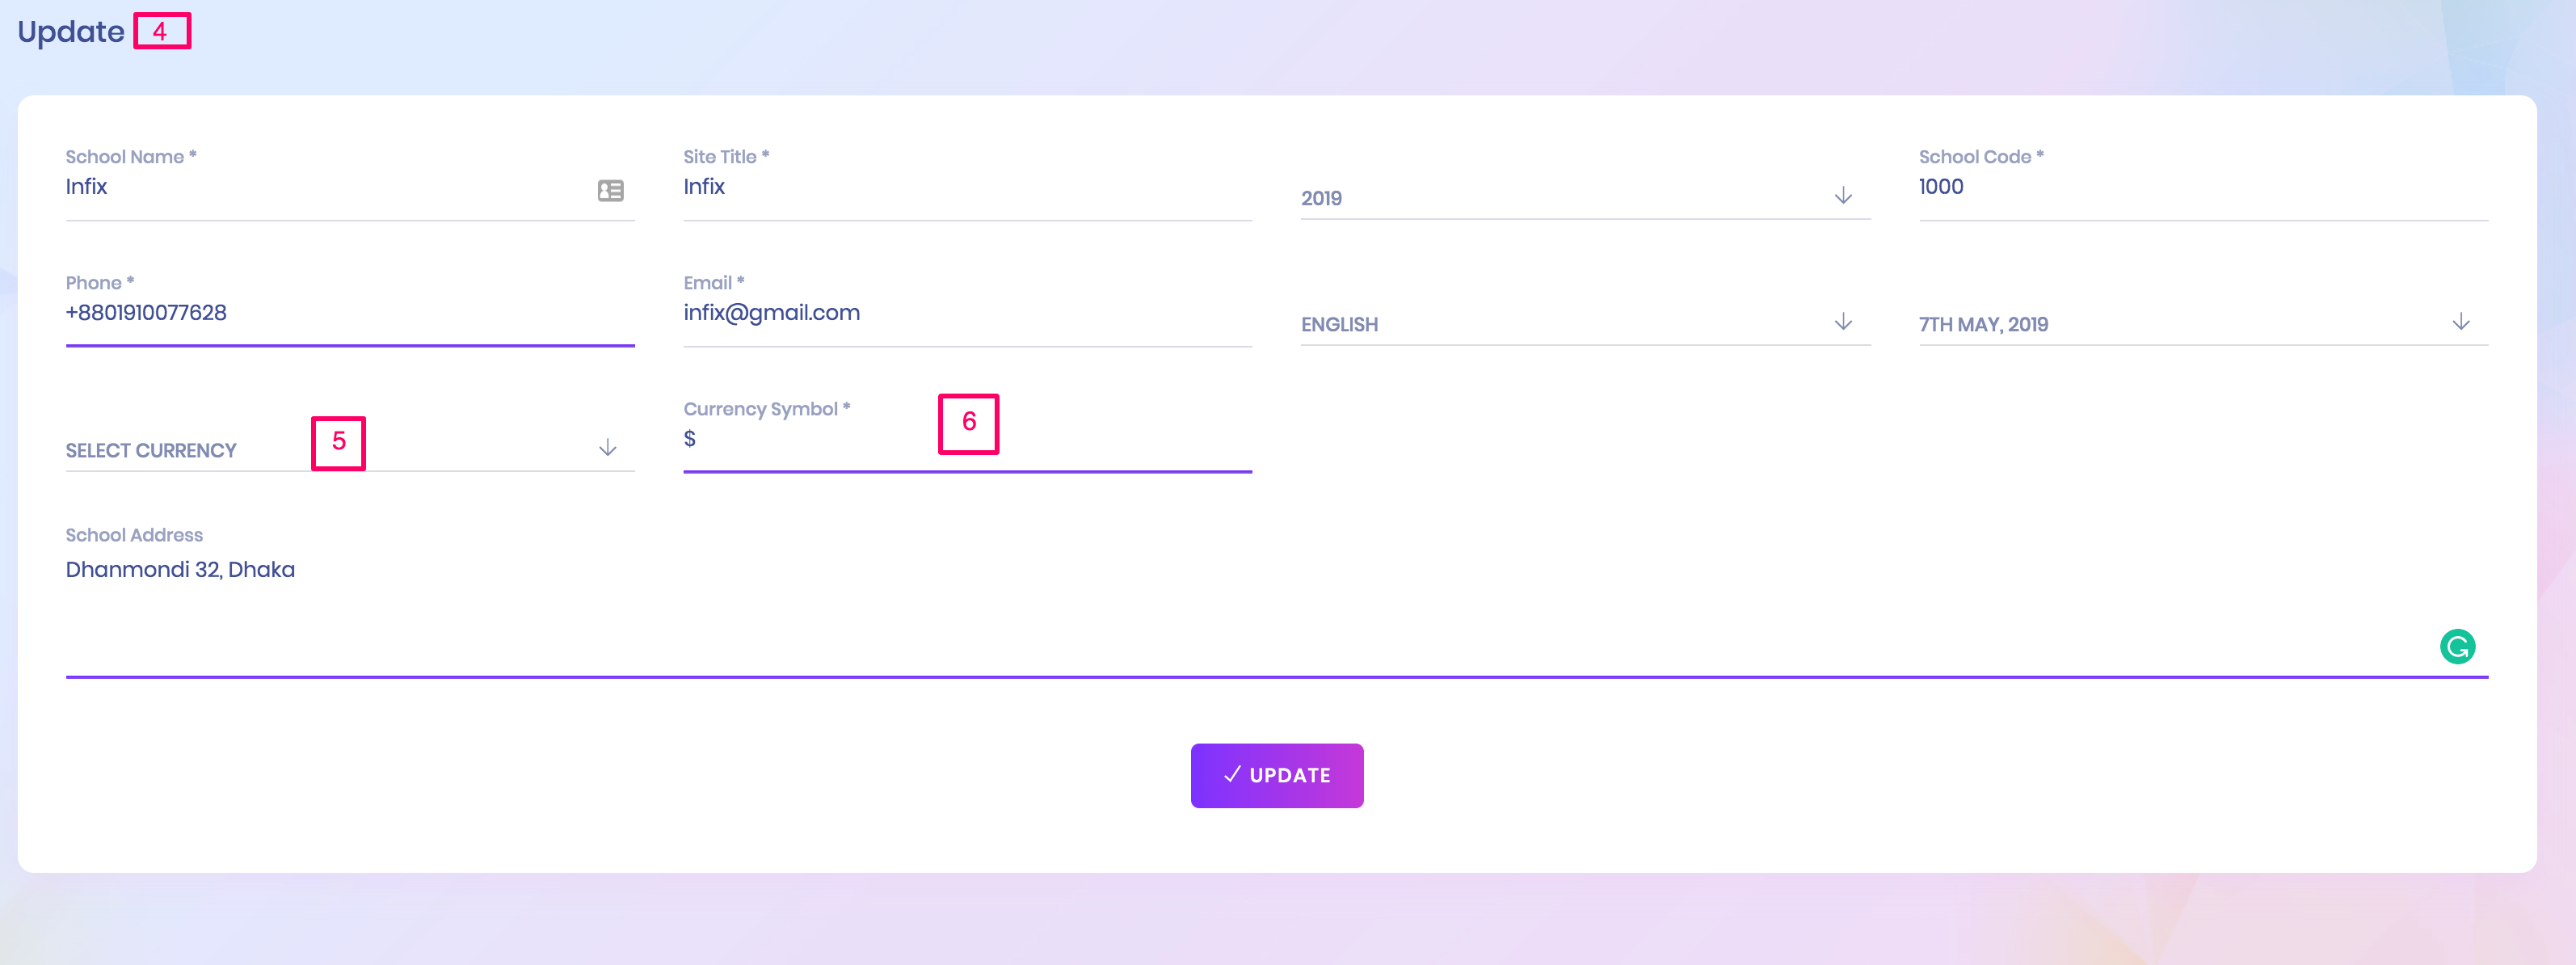 Update 4
School Name *
Infix
Site Title *
Infix
2019
School Code *
1000
Phone *
+8801910077628
Email *
infix@gmail.com
ENGLISH
7TH MAY, 2019
SELECT CURRENCY
5
Currency Symbol *
$
6
School Address
Dhanmondi 32, Dhaka
UPDATE